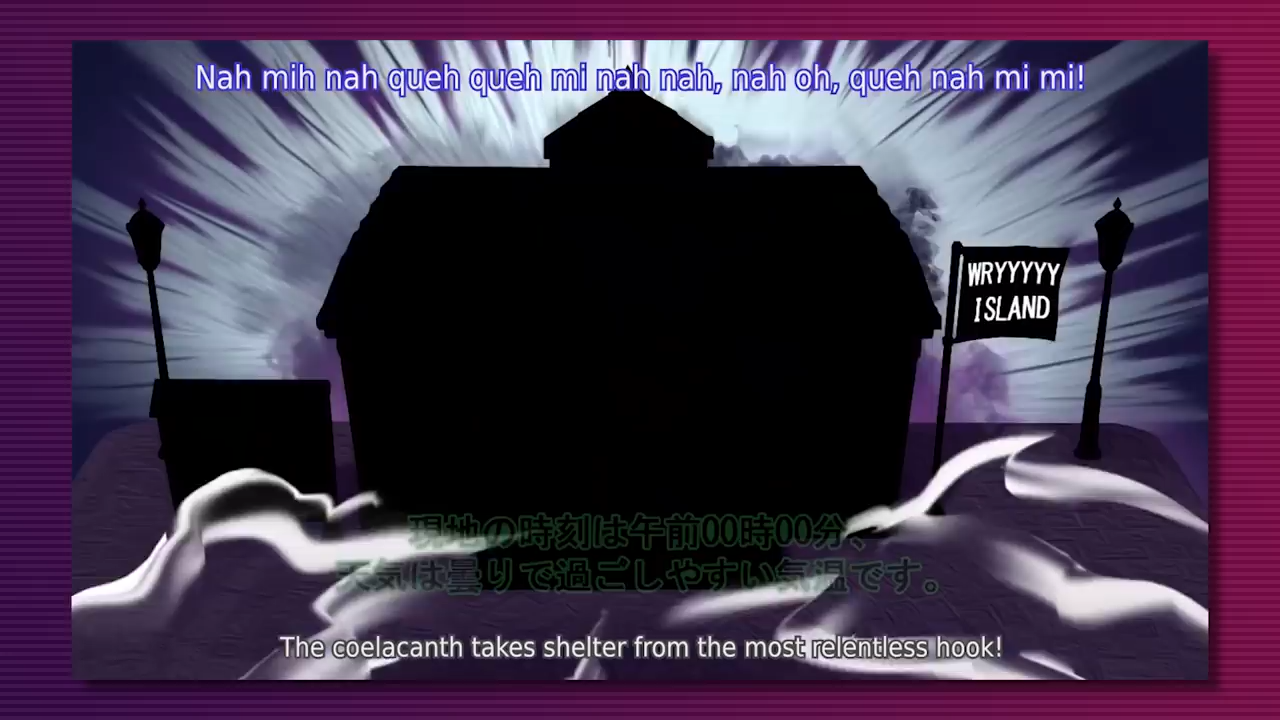 Nah mih nah queh queh mi nah nah, nah oh, queh nah mi mi!
WRYYYYY
ISLAND
現地の時刻は午前00時00分、
天気は曇りで過ごしやすい気温です。
The coelacanth takes shelter from the most relentless hook!